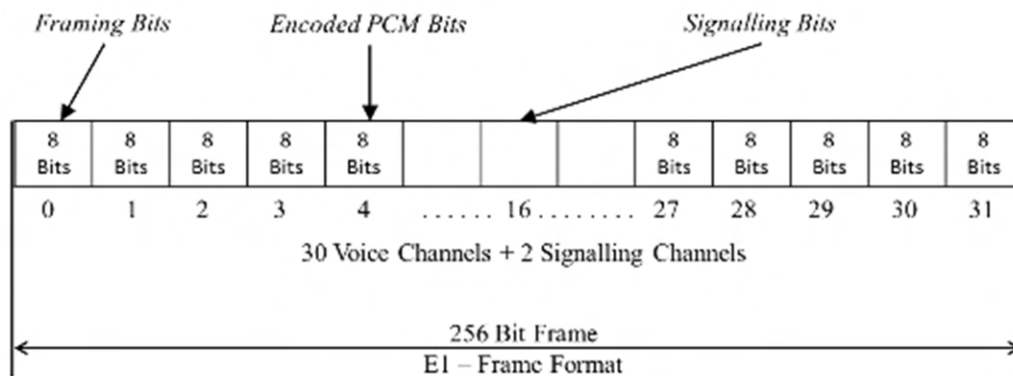 Framing Bits Encoded PCM Bits Signalling Bits
8 8 8 8 8 8 8 8 8 8
Bits Bits Bits Bits Bits Bits Bits Bits Bits Bits
0 1 2 3 4 . . . . . . 16 . . . . . . . . 27 28 29 30 31
30 Voice Channels + 2 Signalling Channels
256 Bit Frame
E1 – Frame Format